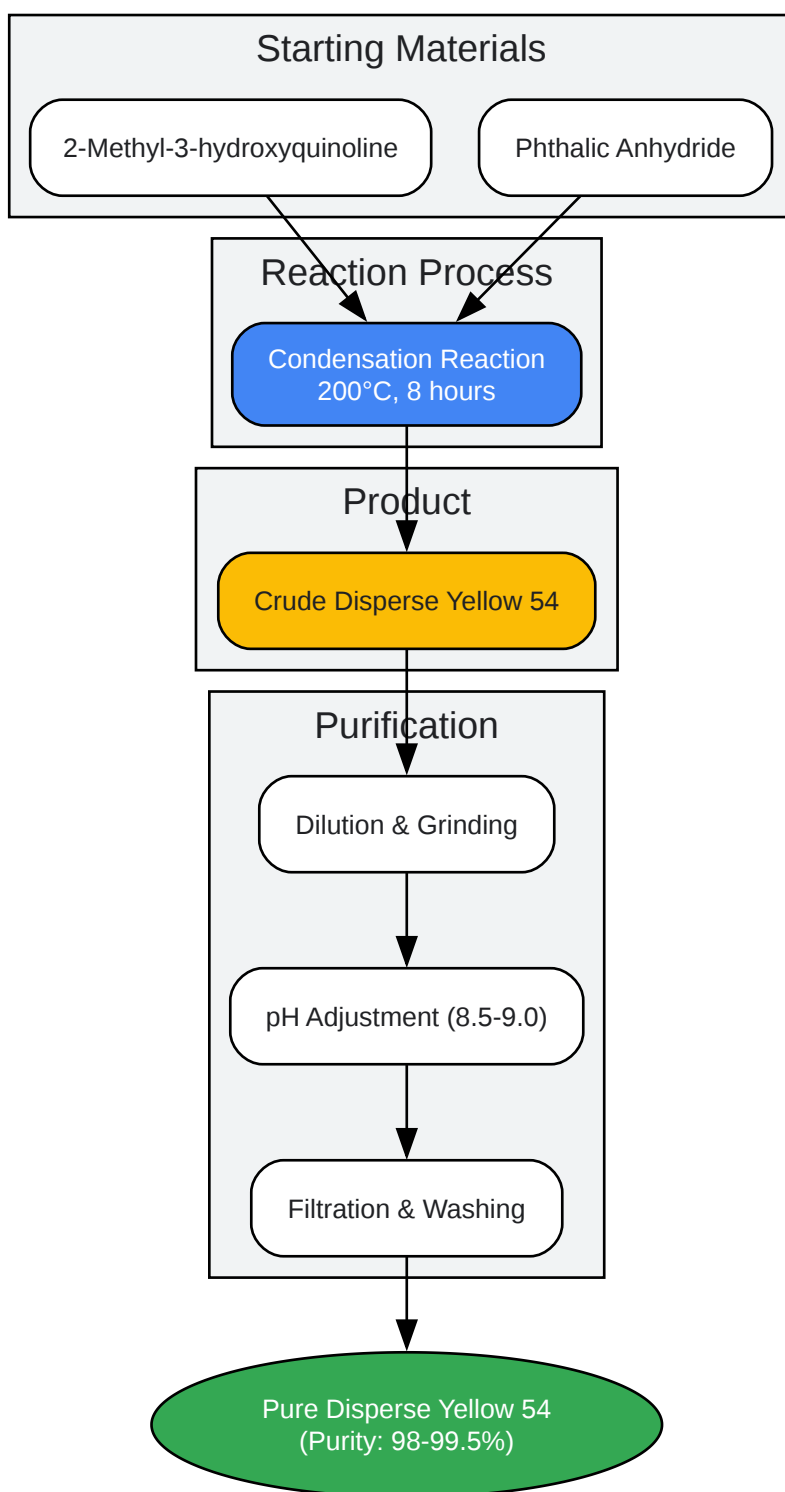 Starting Materials
2-Methyl-3-hydroxyquinoline
Phthalic Anhydride
Reaction Process
Condensation Reaction
200°C, 8 hours
Product
Crude Disperse Yellow 54
Purification
Dilution & Grinding
pH Adjustment (8.5-9.0)
Filtration & Washing
Pure Disperse Yellow 54
(Purity: 98-99.5%)